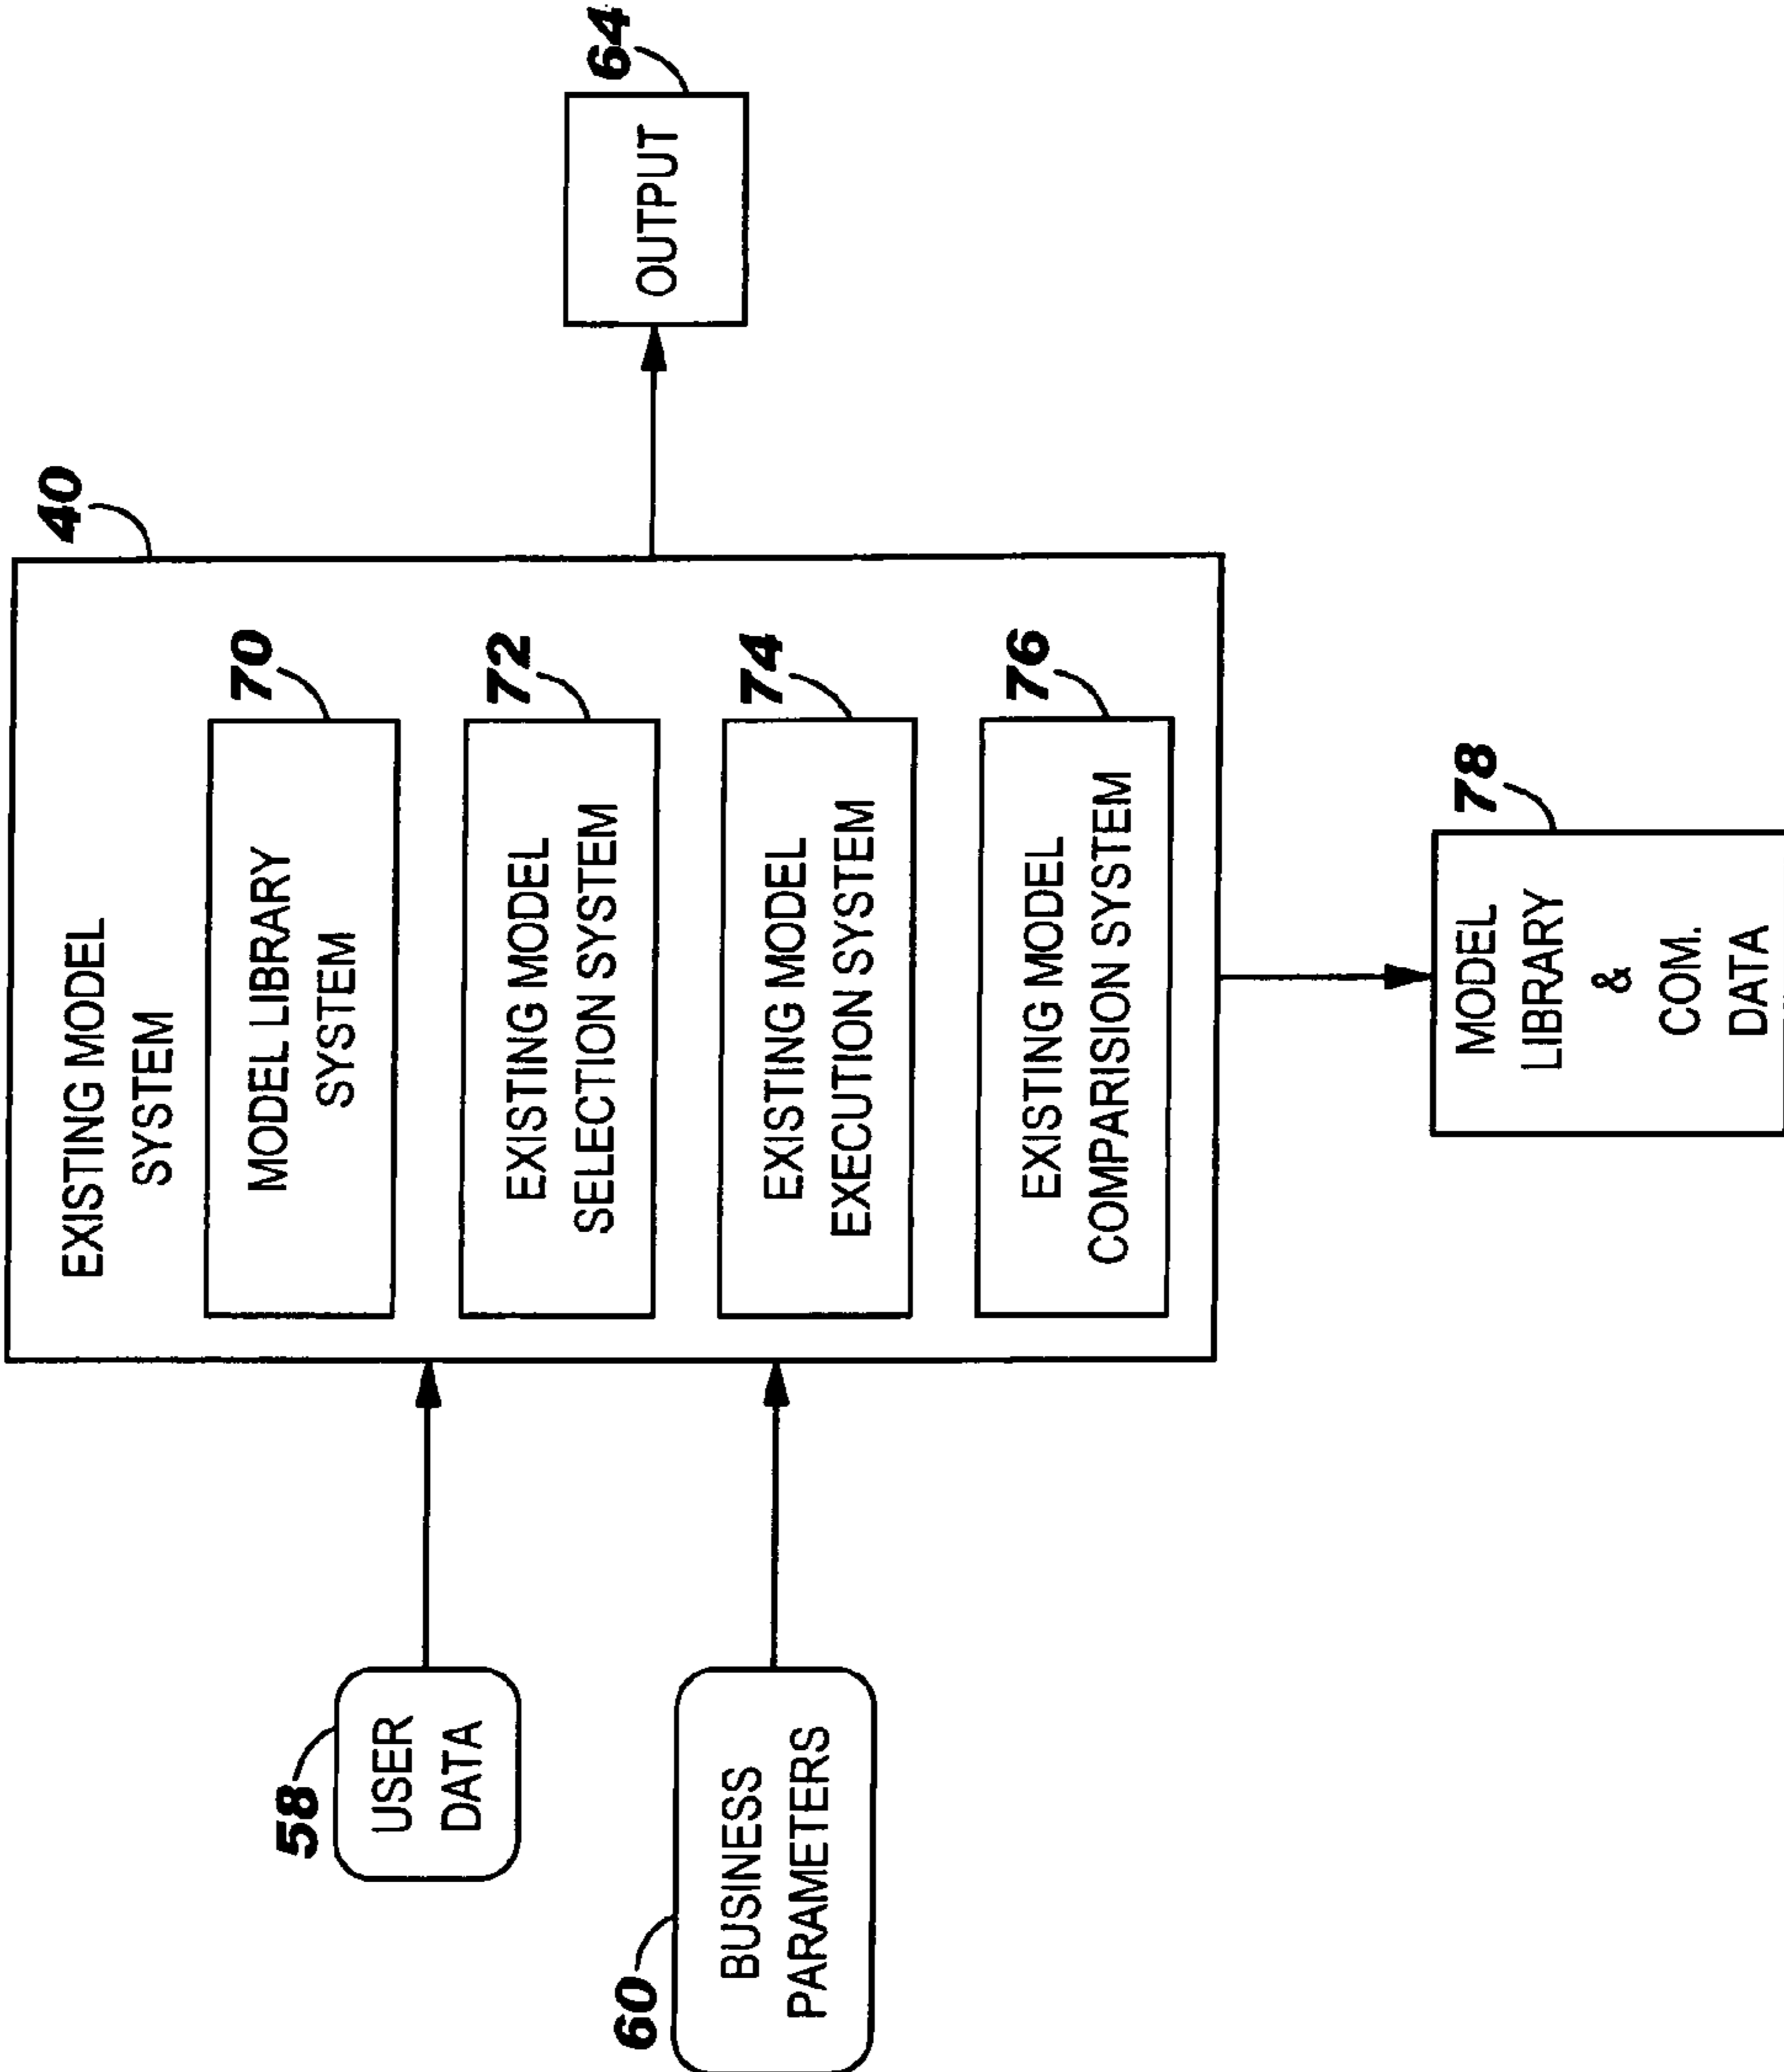 40
EXISTING MODEL
SYSTEM
70
MODEL LIBRARY
SYSTEM
58
USER
DATA
72
EXISTING MODEL
SELECTION SYSTEM
64
OUTPUT
60
BUSINESS
PARAMETERS
74
EXISTING MODEL
EXECUTION SYSTEM
76
EXISTING MODEL
COMPARISION SYSTEM
78
MODEL
LIBRARY
&
COM.
DATA